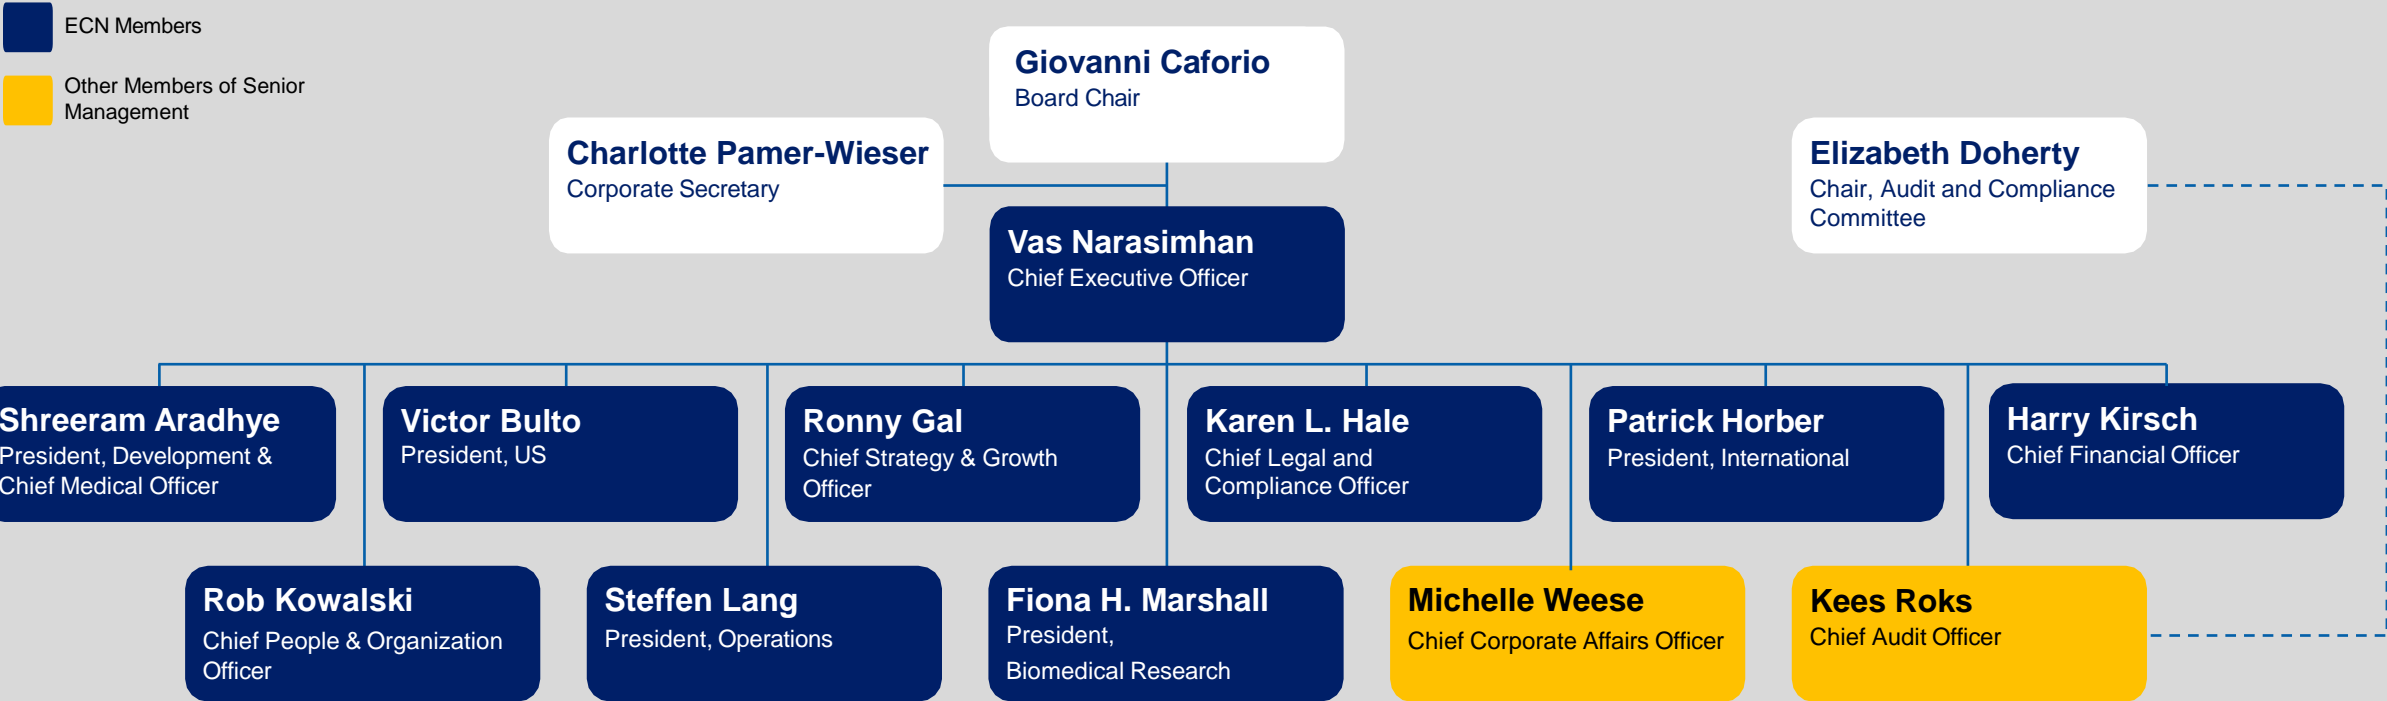 ECN Members
Other Members of Senior
Management
Giovanni Caforio
Board Chair
Charlotte Pamer-Wieser
Corporate Secretary
Elizabeth Doherty
Chair, Audit and Compliance
Committee
Vas Narasimhan
Chief Executive Officer
Shreeram Aradhye
President, Development &
Chief Medical Officer
Victor Bulto
President, US
Ronny Gal
Chief Strategy & Growth
Officer
Karen L. Hale
Chief Legal and
Compliance Officer
Patrick Horber
President, International
Harry Kirsch
Chief Financial Officer
Rob Kowalski
Chief People & Organization
Officer
Steffen Lang
President, Operations
Fiona H. Marshall
President,
Biomedical Research
Michelle Weese
Chief Corporate Affairs Officer
Kees Roks
Chief Audit Officer